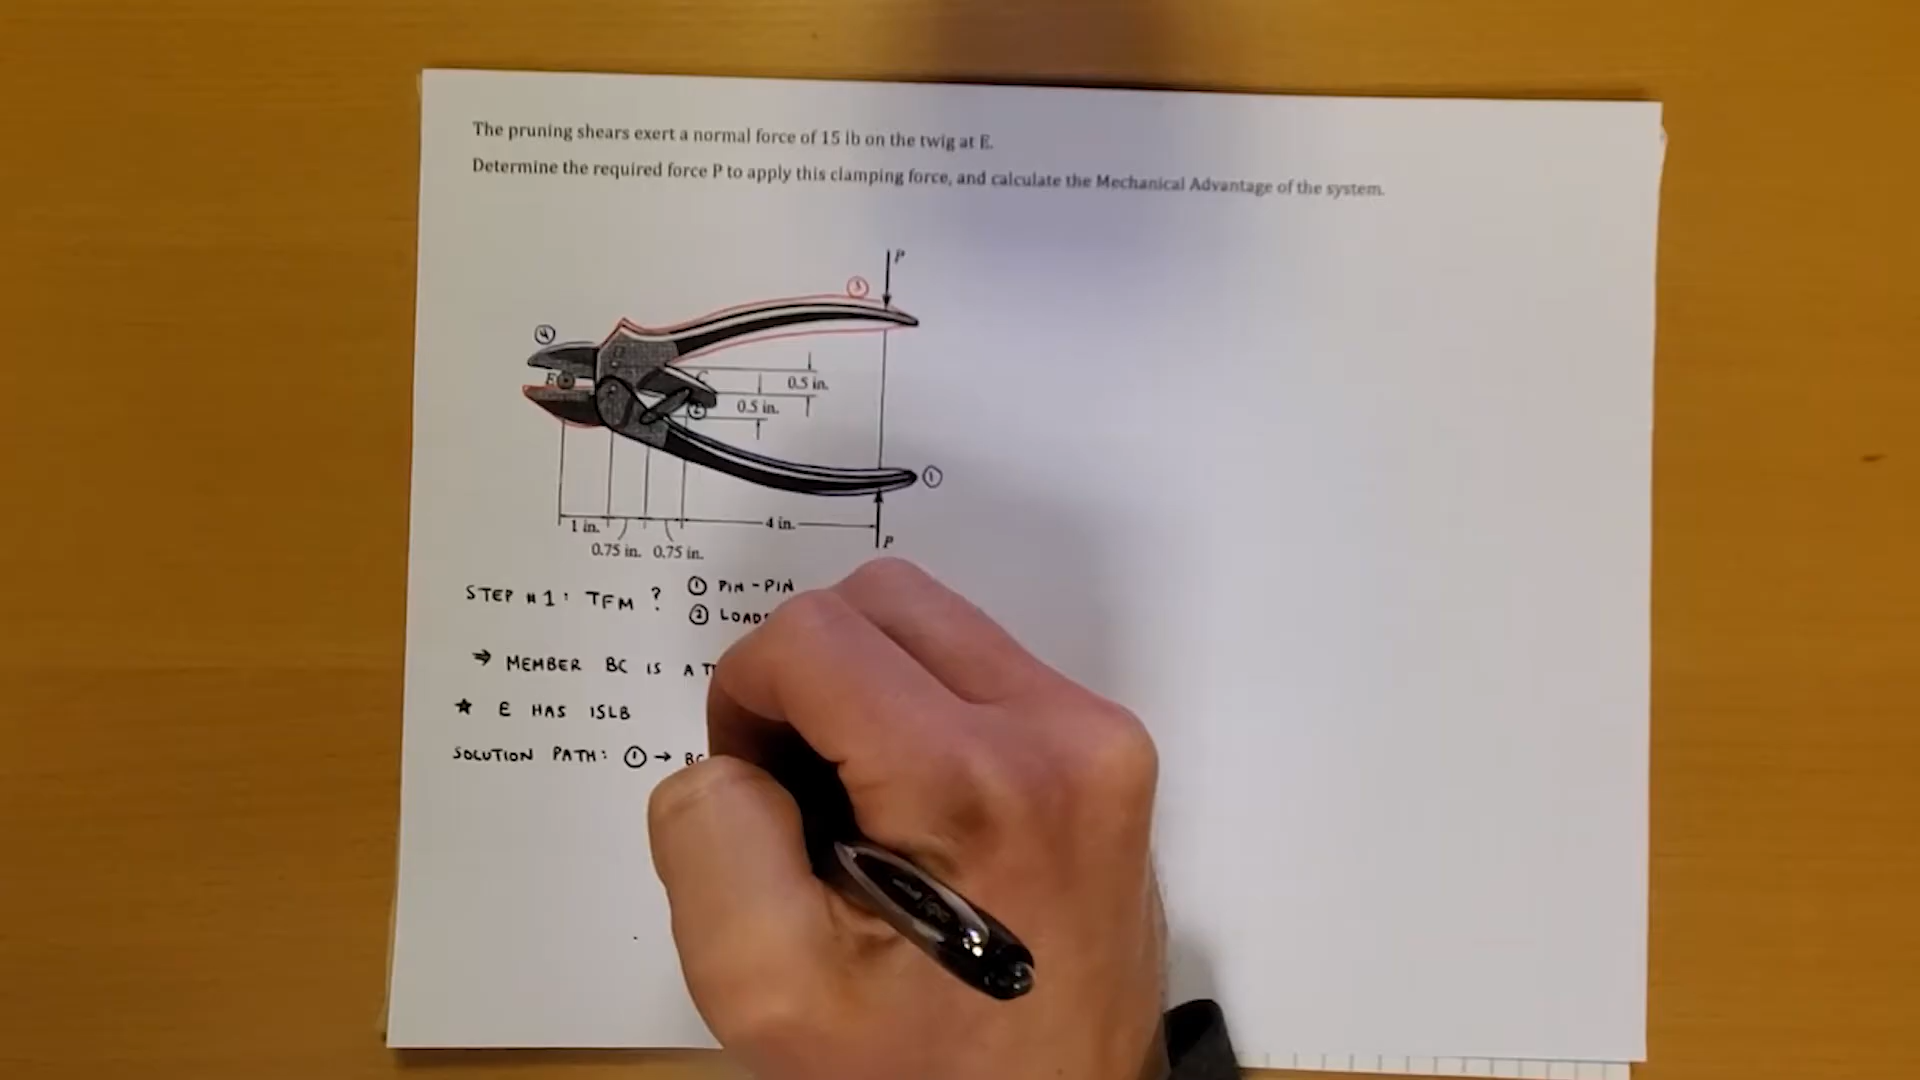 The pruning shears exert a normal force of 15 lb on the twig at E.
Determine the required force P to apply this clamping force, and calculate the Mechanical Advantage of the system.
P
③
④
E
C
②
0.5 in.
0.5 in.
①
1 in.
4 in.
P
0.75 in. 0.75 in.
STEP #1: TFM ? ① PIN-PIN
② LOADS
→ MEMBER BC IS A
☆ E HAS 15LB
SOLUTION PATH: ① → BC